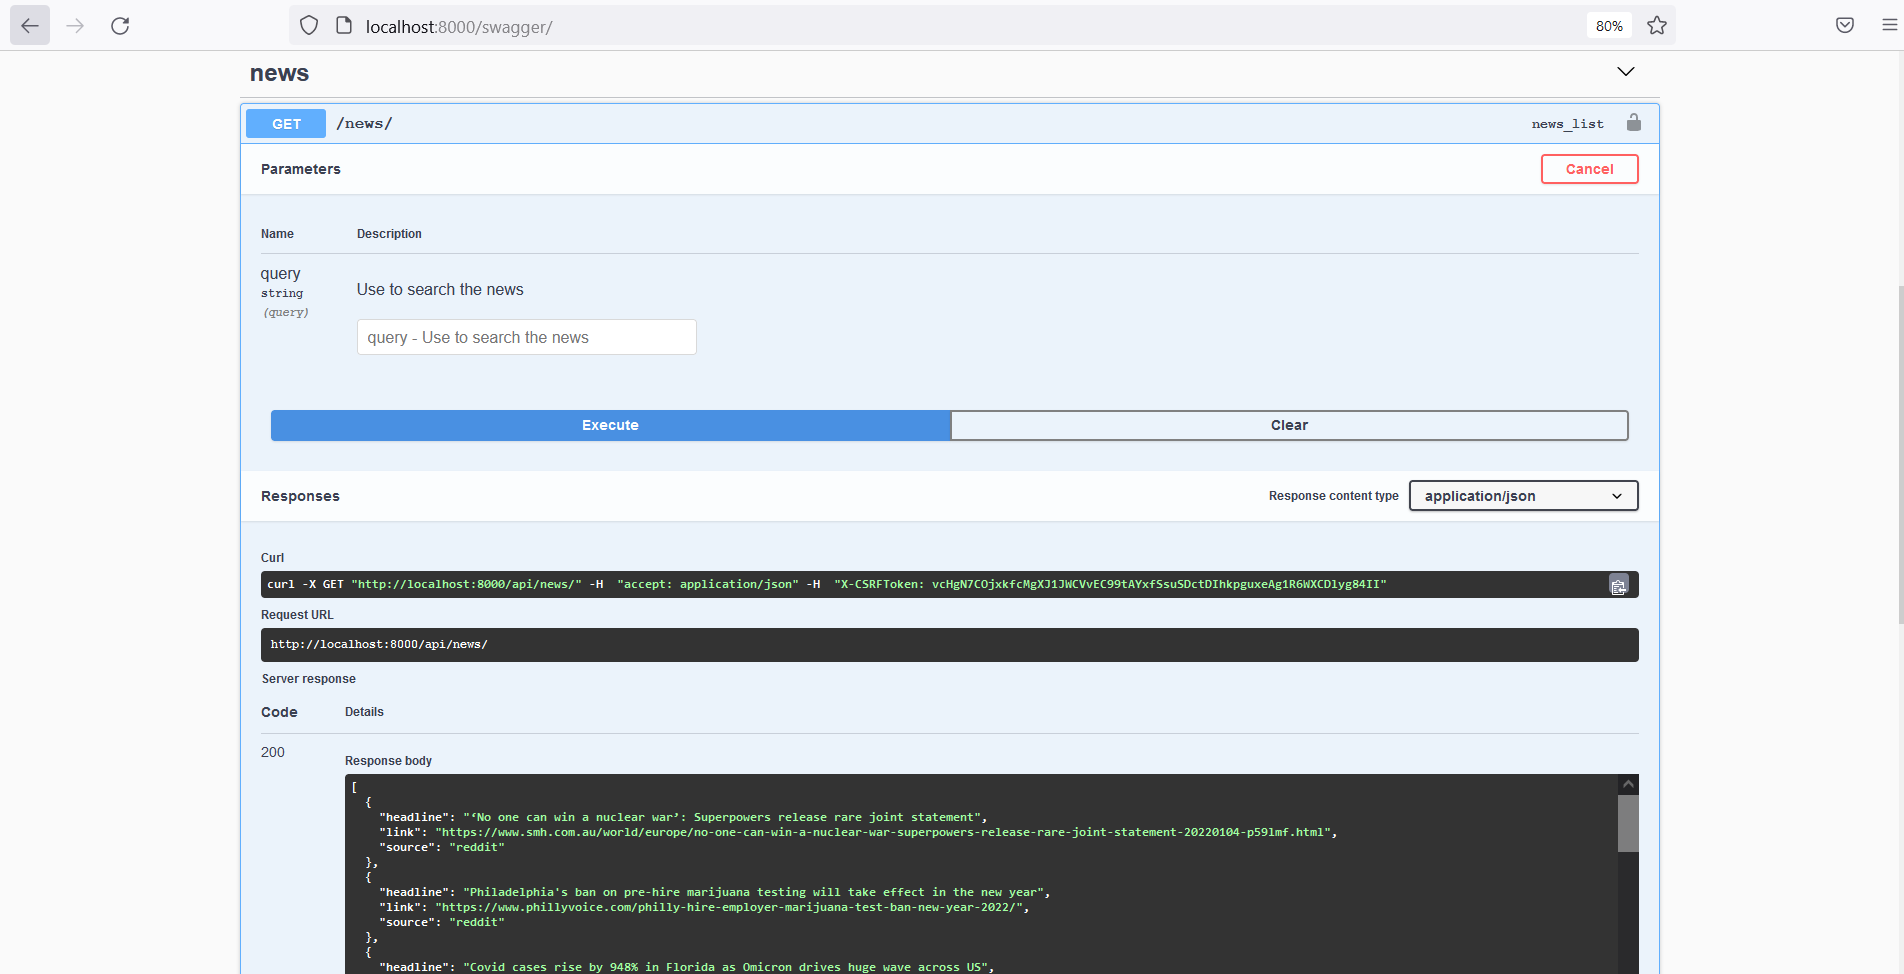 localhost:8000/swagger/
80%
news
GET /news/ news_list
Parameters Cancel
Name Description
query
string
(query)
Use to search the news
query - Use to search the news
Execute Clear
Responses Response content type application/json
Curl
curl -X GET "http://localhost:8000/api/news/" -H  "accept: application/json" -H  "X-CSRFToken: vcHgN7COjxkfcMgXJ1JWCVvEC99tAYxfSsuSDctDIhkpguxeAg1R6WXCDlyg84II"
Request URL
http://localhost:8000/api/news/
Server response
Code Details
200
Response body
[
{
"headline": "‘No one can win a nuclear war’: Superpowers release rare joint statement",
"link": "https://www.smh.com.au/world/europe/no-one-can-win-a-nuclear-war-superpowers-release-rare-joint-statement-20220104-p59lmf.html",
"source": "reddit"
},
{
"headline": "Philadelphia's ban on pre-hire marijuana testing will take effect in the new year",
"link": "https://www.phillyvoice.com/philly-hire-employer-marijuana-test-ban-new-year-2022/",
"source": "reddit"
},
{
"headline": "Covid cases rise by 948% in Florida as Omicron drives huge wave across US",